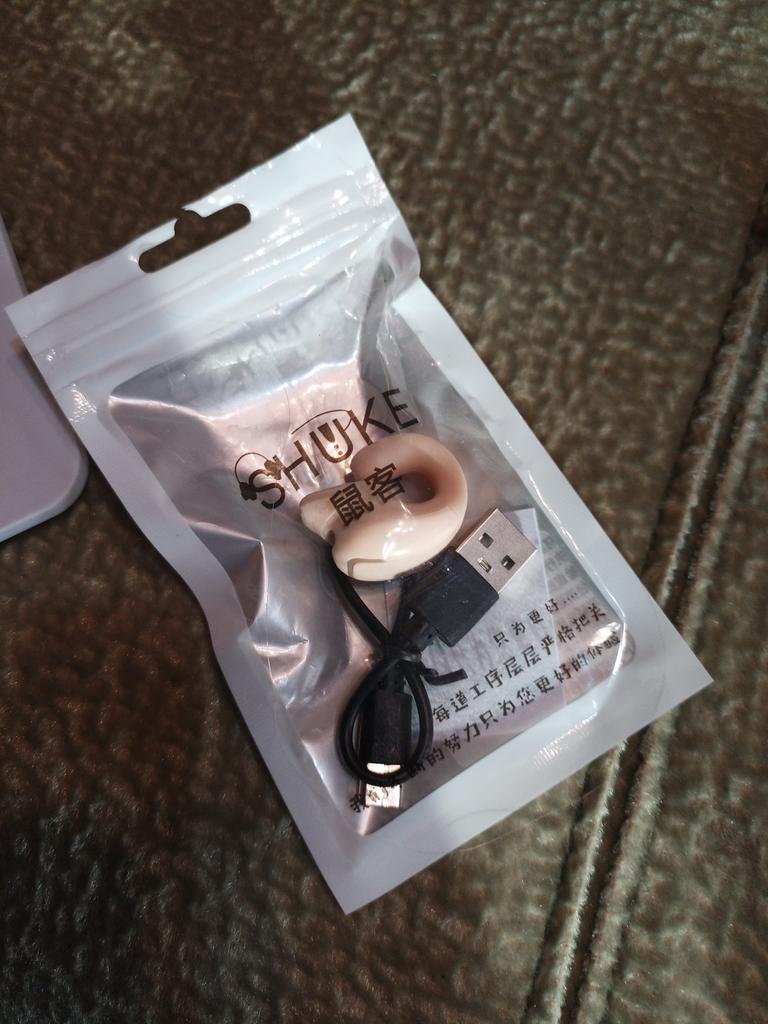 SHUKE
鼠客
只为更好....
每道工序层层严格把关
的努力只为您更好的体验